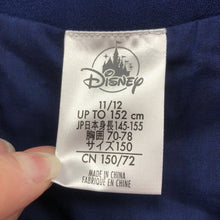 Disney
11/12
UP TO 152 cm
JP日本身長145-155
胸囲 70-78
サイズ150
CN 150/72
MADE IN CHINA
FABRIQUÉ EN CHINE